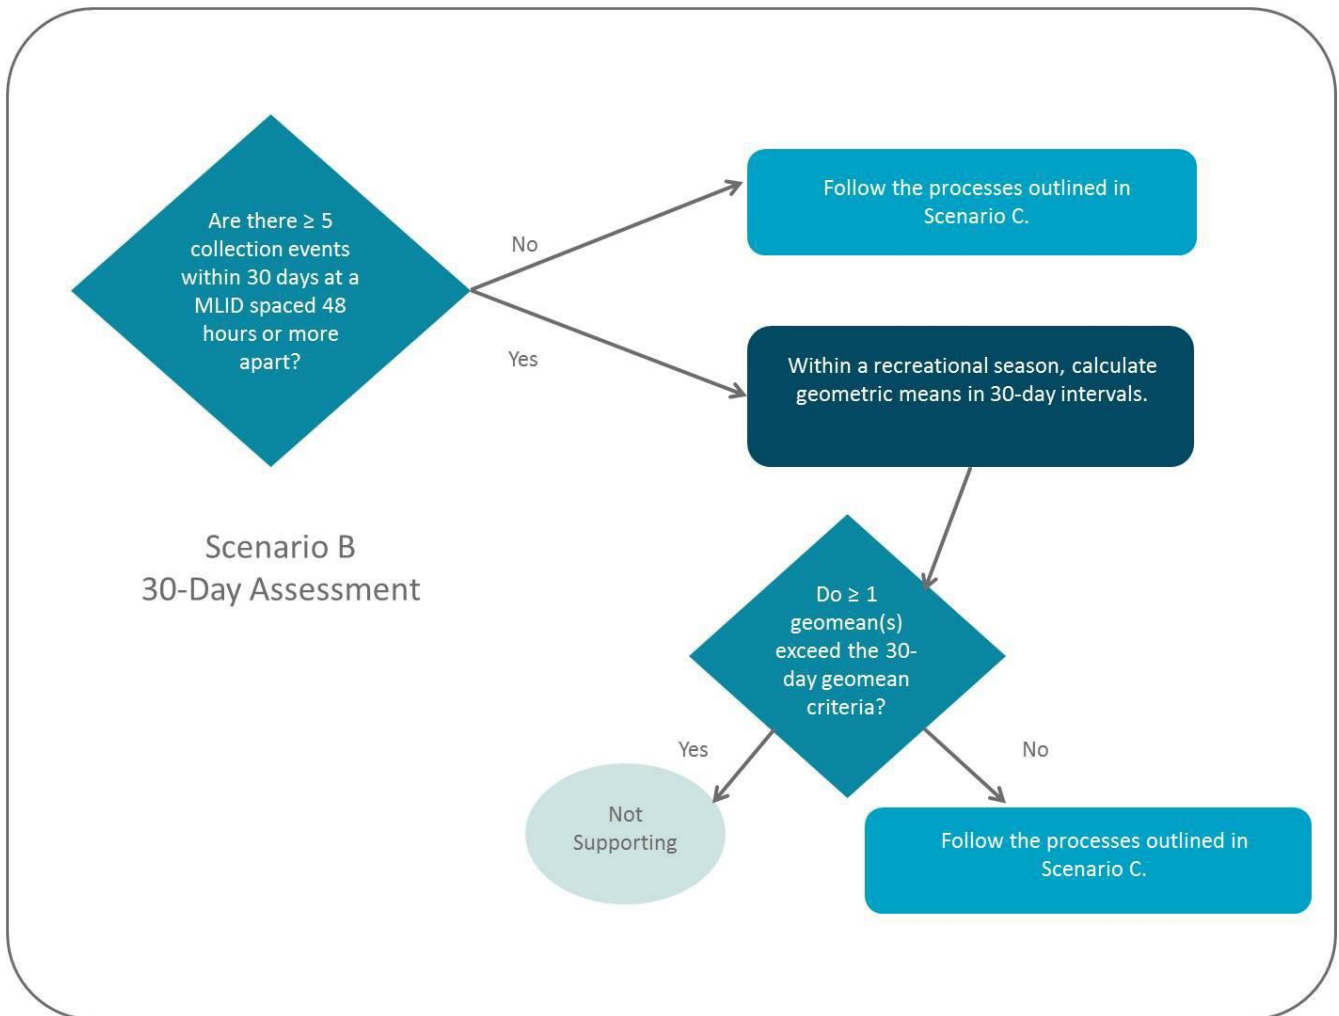 Are there ≥ 5
collection events
within 30 days at a
MLID spaced 48
hours or more
apart?
No
Follow the processes outlined in
Scenario C.
Yes
Within a recreational season, calculate
geometric means in 30-day intervals.
Scenario B
30-Day Assessment
Do ≥ 1
geomean(s)
exceed the 30-
day geomean
criteria?
Yes
No
Not
Supporting
Follow the processes outlined in
Scenario C.